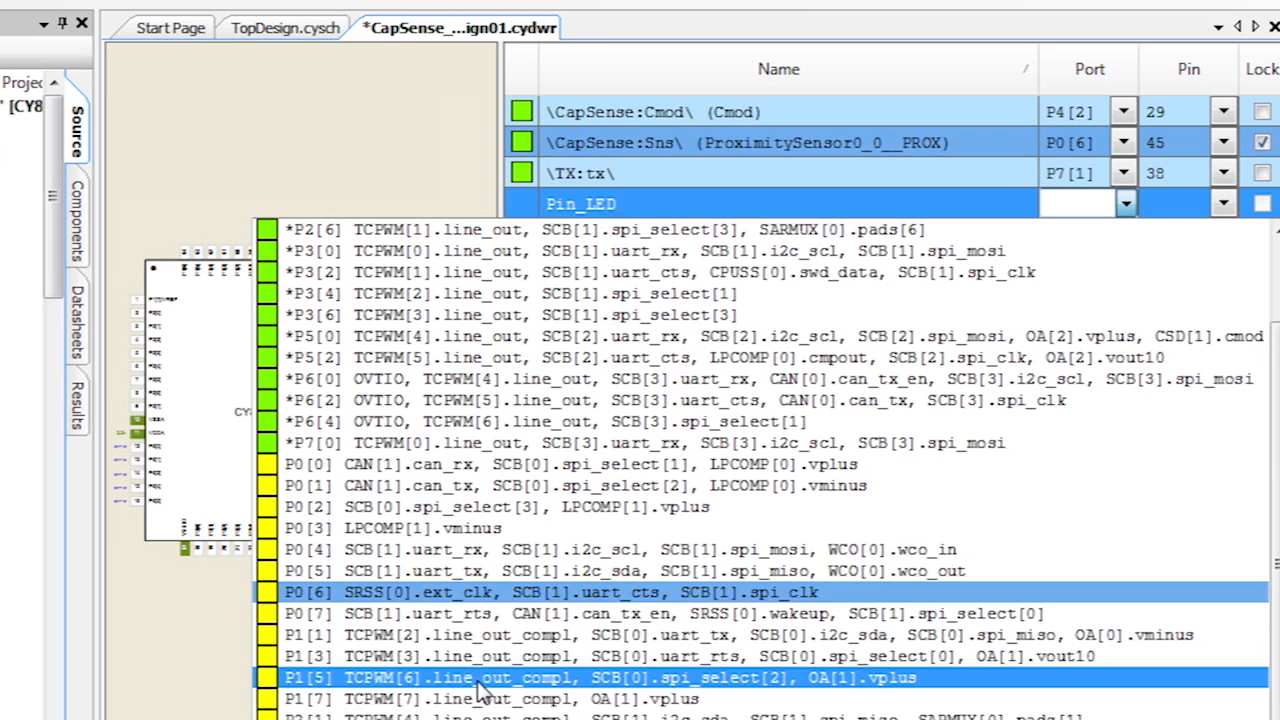 Start Page TopDesign.cysch *CapSense_...ign01.cydwr
Projec
[CY8
Source
Components
Datasheets
Results
Name / Port Pin Lock
\CapSense:Cmod\ (Cmod) P4[2] 29
\CapSense:Sns\ (ProximitySensor0_0__PROX) P0[6] 45
\TX:tx\ P7[1] 38
Pin_LED
*P2[6] TCPWM[1].line_out, SCB[1].spi_select[3], SARMUX[0].pads[6]
*P3[0] TCPWM[0].line_out, SCB[1].uart_rx, SCB[1].i2c_scl, SCB[1].spi_mosi
*P3[2] TCPWM[1].line_out, SCB[1].uart_cts, CPUSS[0].swd_data, SCB[1].spi_clk
*P3[4] TCPWM[2].line_out, SCB[1].spi_select[1]
*P3[6] TCPWM[3].line_out, SCB[1].spi_select[3]
*P5[0] TCPWM[4].line_out, SCB[2].uart_rx, SCB[2].i2c_scl, SCB[2].spi_mosi, OA[2].vplus, CSD[1].cmod
*P5[2] TCPWM[5].line_out, SCB[2].uart_cts, LPCOMP[0].cmpout, SCB[2].spi_clk, OA[2].vout10
*P6[0] OVTIO, TCPWM[4].line_out, SCB[3].uart_rx, CAN[0].can_tx_en, SCB[3].i2c_scl, SCB[3].spi_mosi
*P6[2] OVTIO, TCPWM[5].line_out, SCB[3].uart_cts, CAN[0].can_tx, SCB[3].spi_clk
*P6[4] OVTIO, TCPWM[6].line_out, SCB[3].spi_select[1]
*P7[0] TCPWM[0].line_out, SCB[3].uart_rx, SCB[3].i2c_scl, SCB[3].spi_mosi
P0[0] CAN[1].can_rx, SCB[0].spi_select[1], LPCOMP[0].vplus
P0[1] CAN[1].can_tx, SCB[0].spi_select[2], LPCOMP[0].vminus
P0[2] SCB[0].spi_select[3], LPCOMP[1].vplus
P0[3] LPCOMP[1].vminus
P0[4] SCB[1].uart_rx, SCB[1].i2c_scl, SCB[1].spi_mosi, WCO[0].wco_in
P0[5] SCB[1].uart_tx, SCB[1].i2c_sda, SCB[1].spi_miso, WCO[0].wco_out
P0[6] SRSS[0].ext_clk, SCB[1].uart_cts, SCB[1].spi_clk
P0[7] SCB[1].uart_rts, CAN[1].can_tx_en, SRSS[0].wakeup, SCB[1].spi_select[0]
P1[1] TCPWM[2].line_out_compl, SCB[0].uart_tx, SCB[0].i2c_sda, SCB[0].spi_miso, OA[0].vminus
P1[3] TCPWM[3].line_out_compl, SCB[0].uart_rts, SCB[0].spi_select[0], OA[1].vout10
P1[5] TCPWM[6].line_out_compl, SCB[0].spi_select[2], OA[1].vplus
P1[7] TCPWM[7].line_out_compl, OA[1].vplus
P2[1] TCPWM[4].line_out_compl, SCB[1].i2c_sda, SCB[1].spi_miso, SARMUX[0].pads[1]